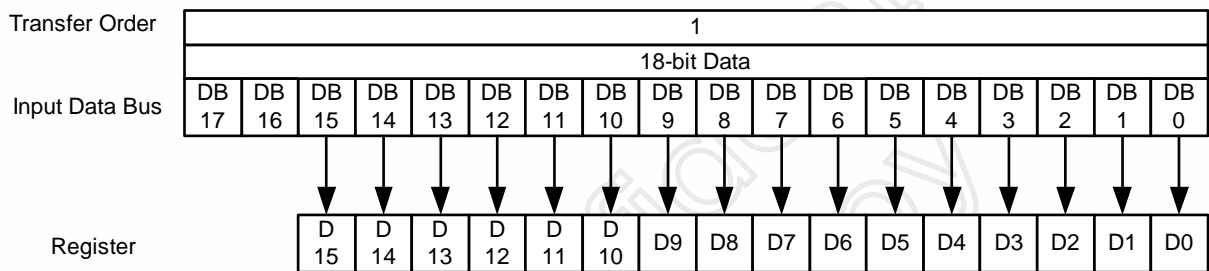 Transfer Order 1
18-bit Data
Input Data Bus DB 17 DB 16 DB 15 DB 14 DB 13 DB 12 DB 11 DB 10 DB 9 DB 8 DB 7 DB 6 DB 5 DB 4 DB 3 DB 2 DB 1 DB 0
Register D 15 D 14 D 13 D 12 D 11 D 10 D9 D8 D7 D6 D5 D4 D3 D2 D1 D0